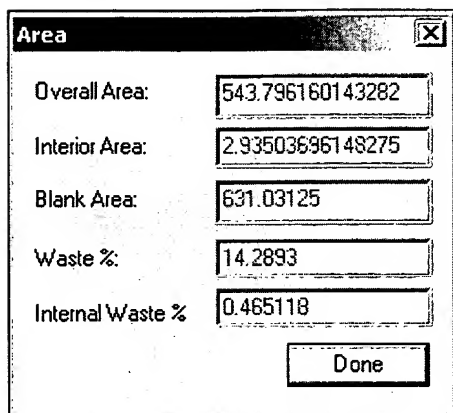 Area
Overall Area: 543.796160143282
Interior Area: 2.93503696148275
Blank Area: 631.03125
Waste %: 14.2893
Internal Waste % 0.465118
Done